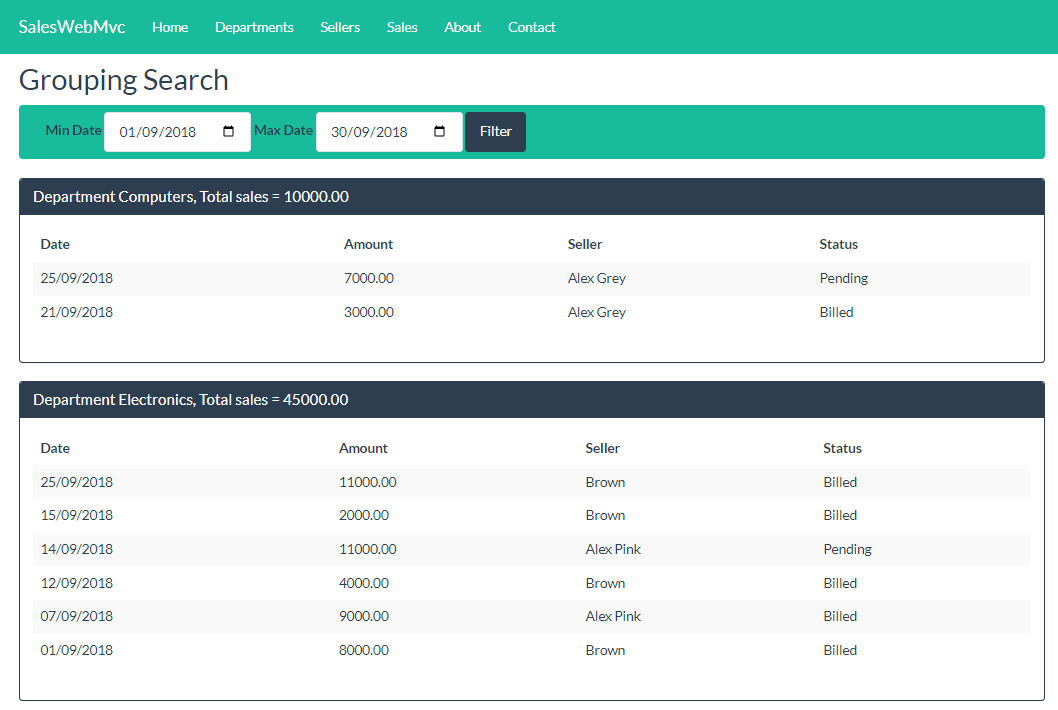 SalesWebMvc Home Departments Sellers Sales About Contact
Grouping Search
Min Date 01/09/2018 Max Date 30/09/2018 Filter
Department Computers, Total sales = 10000.00
Date Amount Seller Status
25/09/2018 7000.00 Alex Grey Pending
21/09/2018 3000.00 Alex Grey Billed
Department Electronics, Total sales = 45000.00
Date Amount Seller Status
25/09/2018 11000.00 Brown Billed
15/09/2018 2000.00 Brown Billed
14/09/2018 11000.00 Alex Pink Pending
12/09/2018 4000.00 Brown Billed
07/09/2018 9000.00 Alex Pink Billed
01/09/2018 8000.00 Brown Billed